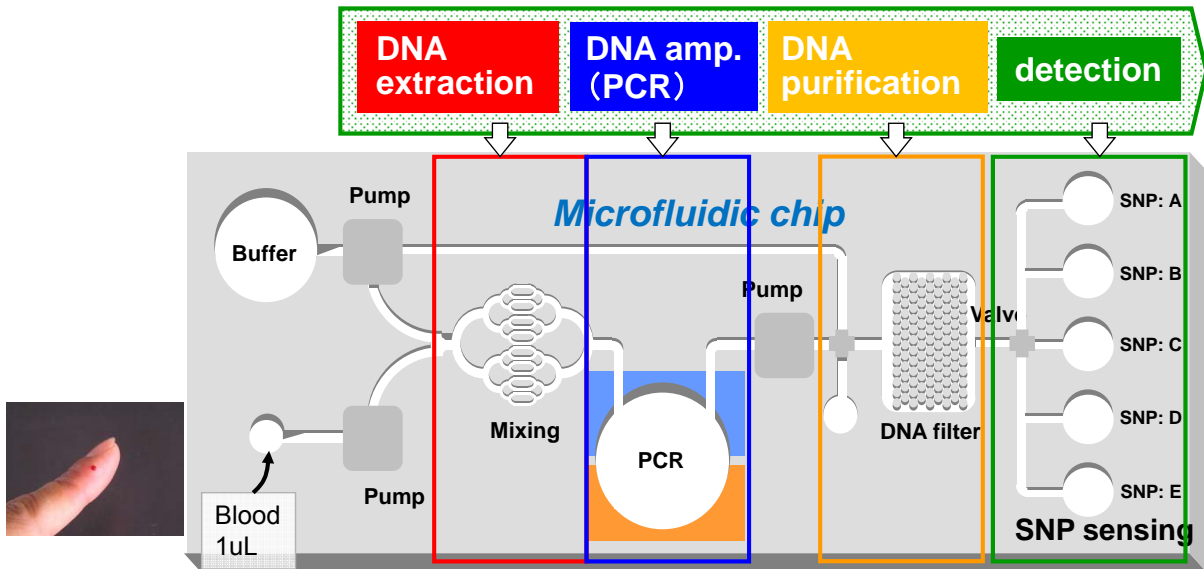 DNA
extraction
DNA amp.
（PCR）
DNA
purification
detection
Microfluidic chip
Pump
Buffer
Pump
Valve
Mixing
PCR
DNA filter
Pump
Blood
1uL
SNP: A
SNP: B
SNP: C
SNP: D
SNP: E
SNP sensing